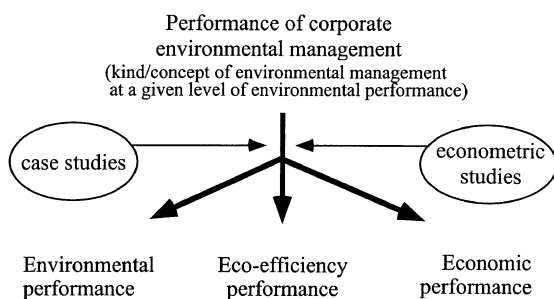 Performance of corporate
environmental management
(kind/concept of environmental management
at a given level of environmental performance)
case studies
econometric
studies
Environmental
performance
Eco-efficiency
performance
Economic
performance